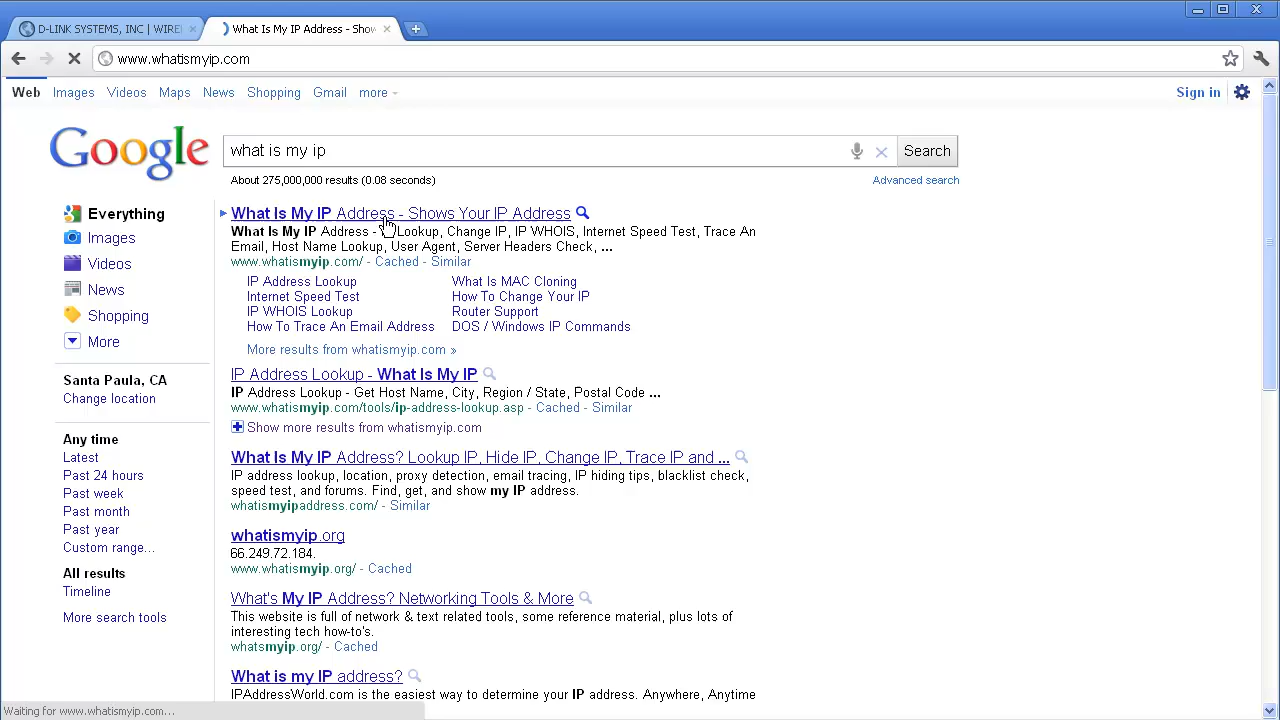 D-LINK SYSTEMS, INC | WIREL
What Is My IP Address - Show
www.whatismyip.com
Web Images Videos Maps News Shopping Gmail more
Sign in
Google
what is my ip
Search
About 275,000,000 results (0.08 seconds)
Advanced search
Everything
Images
Videos
News
Shopping
More
Santa Paula, CA
Change location
Any time
Latest
Past 24 hours
Past week
Past month
Past year
Custom range...
All results
Timeline
More search tools
What Is My IP Address - Shows Your IP Address
What Is My IP Address - Lookup, Change IP, IP WHOIS, Internet Speed Test, Trace An
Email, Host Name Lookup, User Agent, Server Headers Check, ...
www.whatismyip.com/ - Cached - Similar
IP Address Lookup What Is MAC Cloning
Internet Speed Test How To Change Your IP
IP WHOIS Lookup Router Support
How To Trace An Email Address DOS / Windows IP Commands
More results from whatismyip.com »
IP Address Lookup - What Is My IP
IP Address Lookup - Get Host Name, City, Region / State, Postal Code ...
www.whatismyip.com/tools/ip-address-lookup.asp - Cached - Similar
Show more results from whatismyip.com
What Is My IP Address? Lookup IP, Hide IP, Change IP, Trace IP and ...
IP address lookup, location, proxy detection, email tracing, IP hiding tips, blacklist check,
speed test, and forums. Find, get, and show my IP address.
whatismyipaddress.com/ - Similar
whatismyip.org
66.249.72.184.
www.whatismyip.org/ - Cached
What's My IP Address? Networking Tools & More
This website is full of network & text related tools, some reference material, plus lots of
interesting tech how-to's.
whatsmyip.org/ - Cached
What is my IP address?
IPAddressWorld.com is the easiest way to determine your IP address. Anywhere, Anytime
Waiting for www.whatismyip.com...